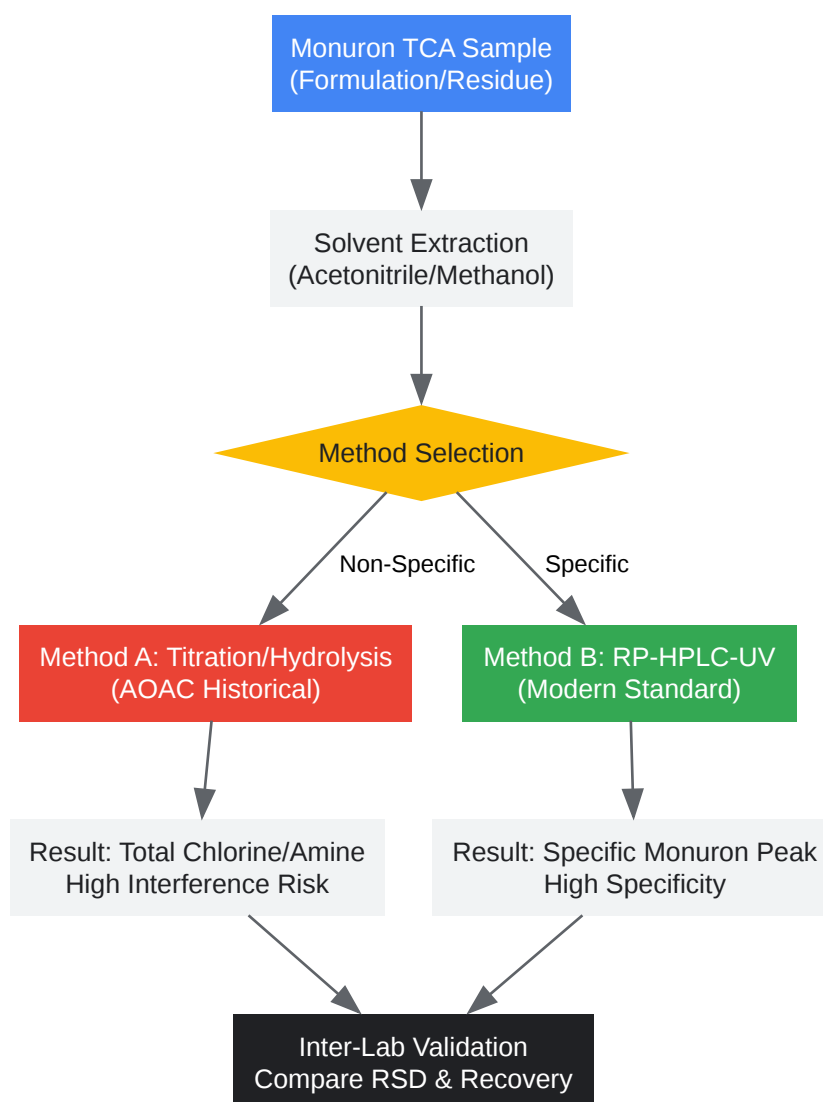 Monuron TCA Sample
(Formulation/Residue)
Solvent Extraction
(Acetonitrile/Methanol)
Method Selection
Non-Specific
Specific
Method A: Titration/Hydrolysis
(AOAC Historical)
Method B: RP-HPLC-UV
(Modern Standard)
Result: Total Chlorine/Amine
High Interference Risk
Result: Specific Monuron Peak
High Specificity
Inter-Lab Validation
Compare RSD & Recovery